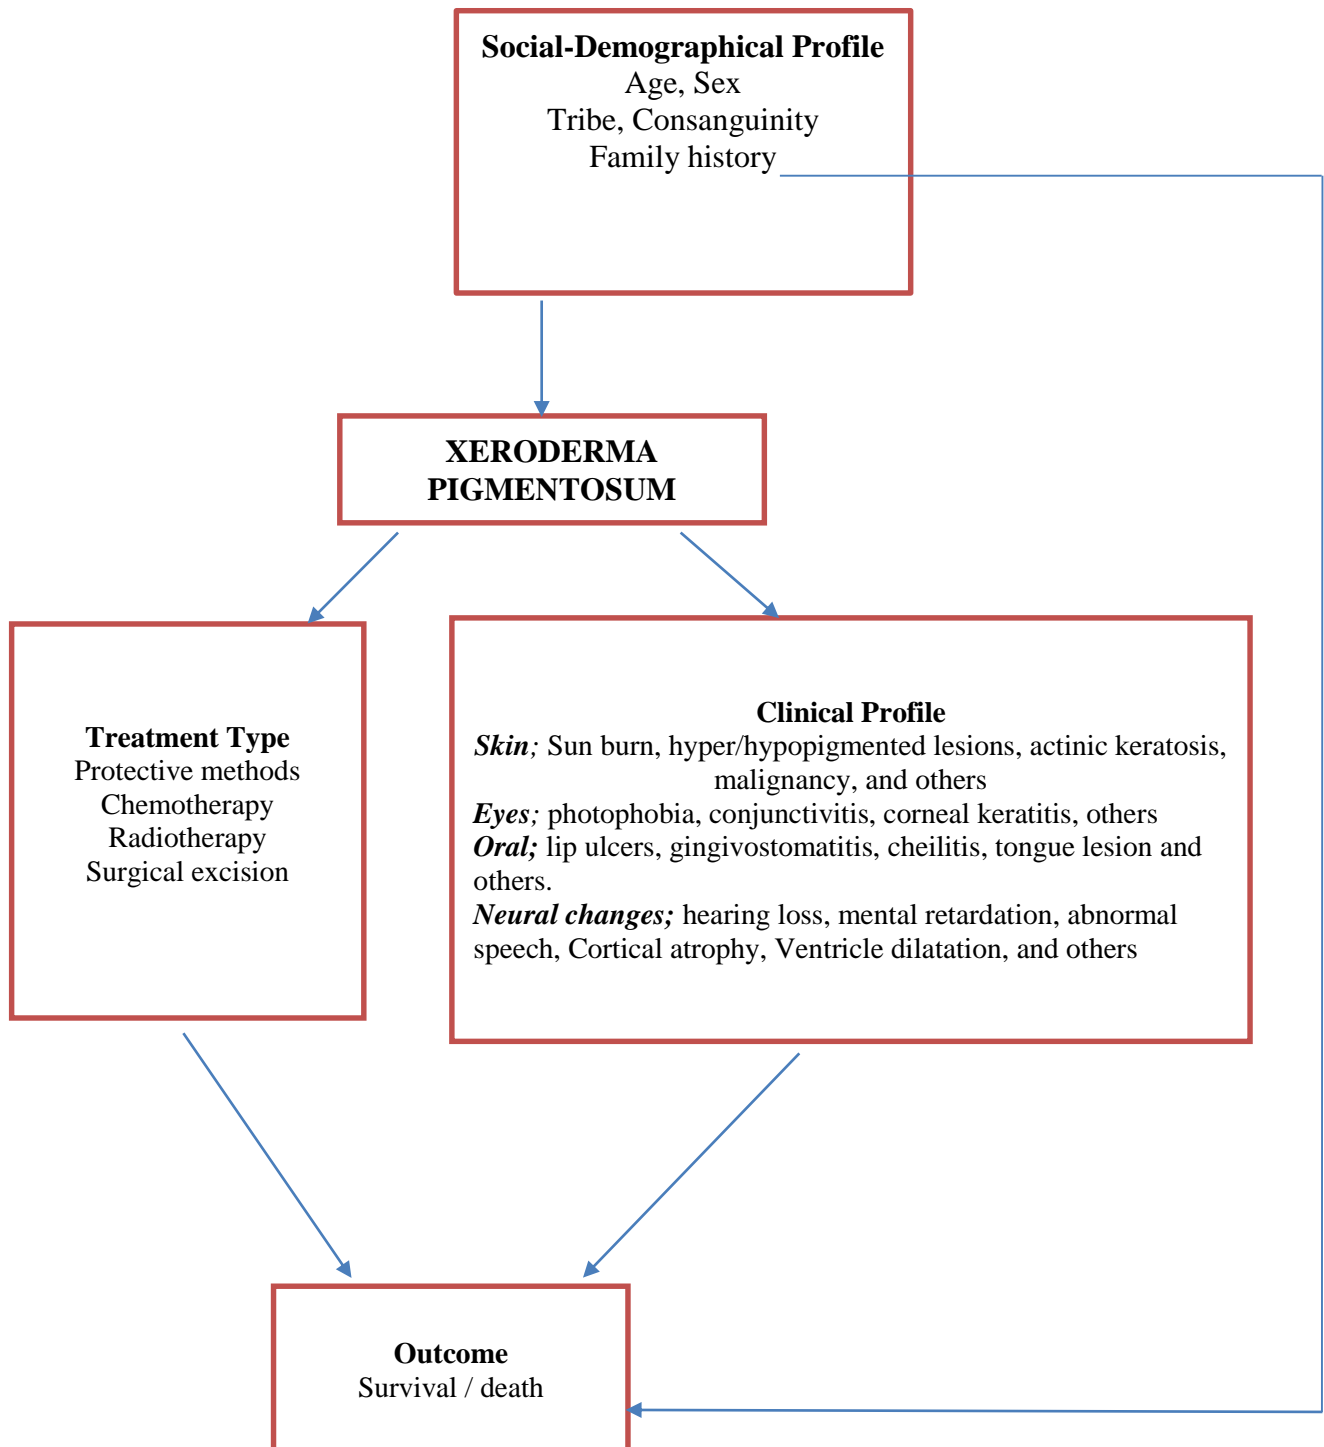 Social-Demographical Profile
Age, Sex
Tribe, Consanguinity
Family history
XERODERMA
PIGMENTOSUM
Treatment Type
Protective methods
Chemotherapy
Radiotherapy
Surgical excision
Clinical Profile
Skin; Sun burn, hyper/hypopigmented lesions, actinic keratosis,
malignancy, and others
Eyes; photophobia, conjunctivitis, corneal keratitis, others
Oral; lip ulcers, gingivostomatitis, cheilitis, tongue lesion and
others.
Neural changes; hearing loss, mental retardation, abnormal
speech, Cortical atrophy, Ventricle dilatation, and others
Outcome
Survival / death